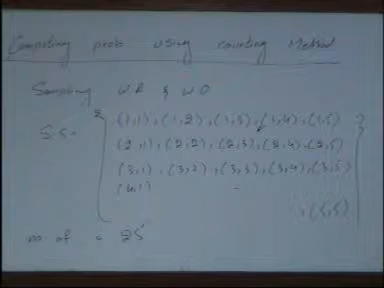 Computing prob using counting Method
Sampling WR & WO
S.S = { (1,1), (1,2), (1,3), (1,4), (1,5)
(2,1), (2,2), (2,3), (2,4), (2,5)
(3,1), (3,2), (3,3), (3,4), (3,5)
(4,1)
, (5,5) }
no of 25